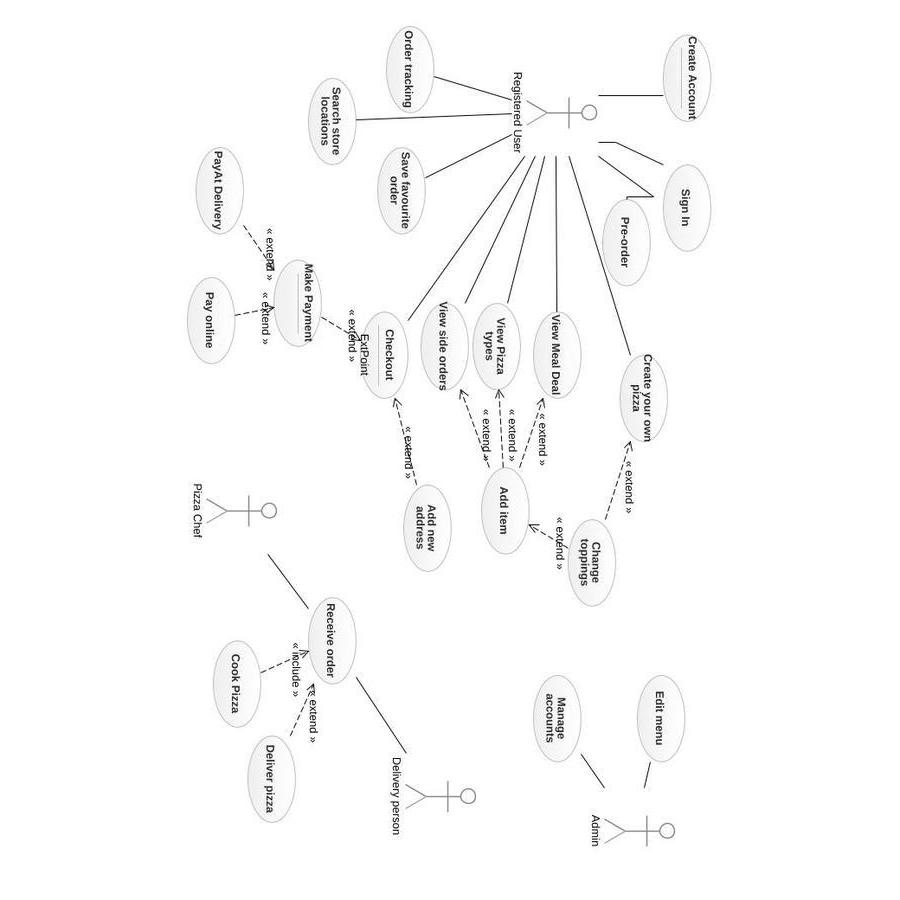 Create Account
Sign In
Edit menu
Create your own
pizza
Pre-order
« extend »
Change
toppings
Admin
View Meal Deal
« extend »
« extend »
Manage
accounts
Registered User
View Pizza
types
« extend »
Add item
« extend »
View side orders
Add new
address
Order tracking
Save favourite
order
« extend »
Checkout
Delivery person
ExtPoint
« extend »
Search store
locations
Receive order
Make Payment
« extend »
« include »
« extend »
« extend »
Deliver pizza
PayAt Delivery
Pay online
Cook Pizza
Pizza Chef